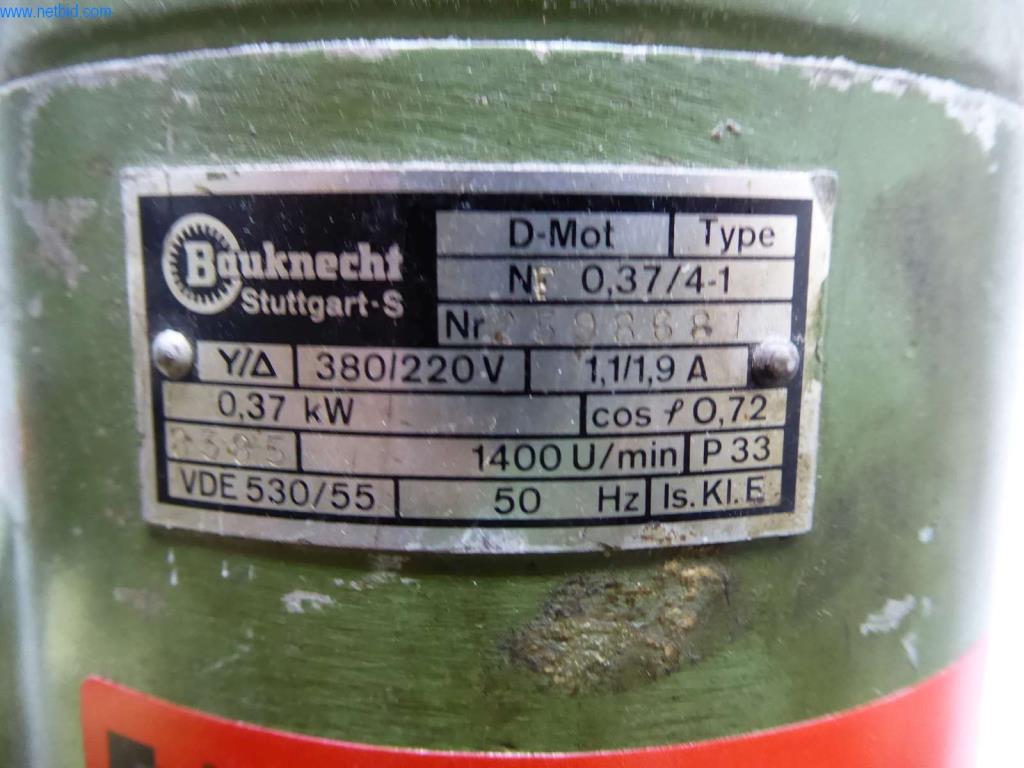 www.netbid.com
Bauknecht
Stuttgart-S
D-Mot Type
NF 0,37/4-1
Nr. 2598681
Y/Δ 380/220 V 1,1/1,9 A
0,37 kW cos φ 0,72
1400 U/min P 33
VDE 530/55 50 Hz Is.Kl.E